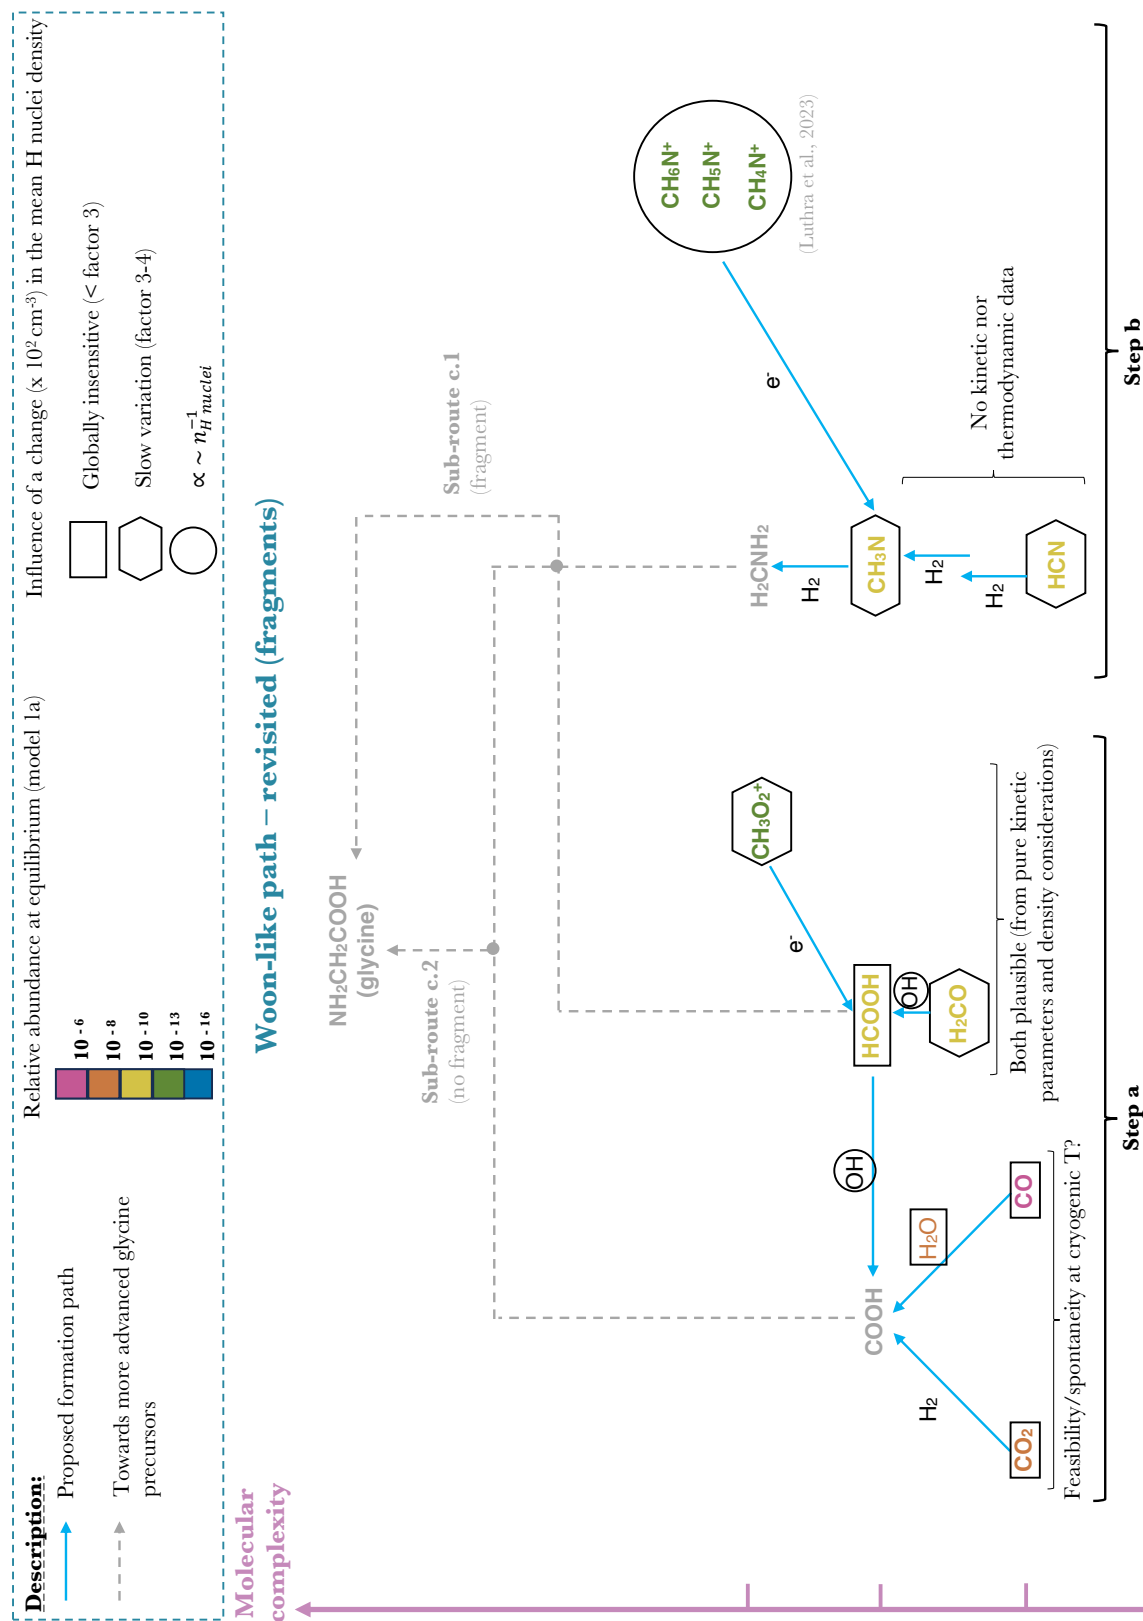 Description:
Proposed formation path
Towards more advanced glycine
precursors
Relative abundance at equilibrium (model 1a)
10 - 6
10 - 8
10 - 10
10 - 13
10 - 16
Influence of a change (x 10² cm⁻³) in the mean H nuclei density
Globally insensitive (< factor 3)
Slow variation (factor 3-4)
∝ ~ n⁻¹H nuclei
Molecular
complexity
Woon-like path – revisited (fragments)
NH₂CH₂COOH
(glycine)
Sub-route c.2
(no fragment)
Sub-route c.1
(fragment)
COOH
H₂
CO₂
H₂O
CO
OH
HCOOH
OH
H₂CO
e⁻
CH₃O₂⁺
H₂CNH₂
H₂
CH₃N
H₂
H₂
HCN
e⁻
CH₆N⁺
CH₅N⁺
CH₄N⁺
(Luthra et al., 2023)
Feasibility/spontaneity at cryogenic T?
Both plausible (from pure kinetic
parameters and density considerations)
No kinetic nor
thermodynamic data
Step a
Step b